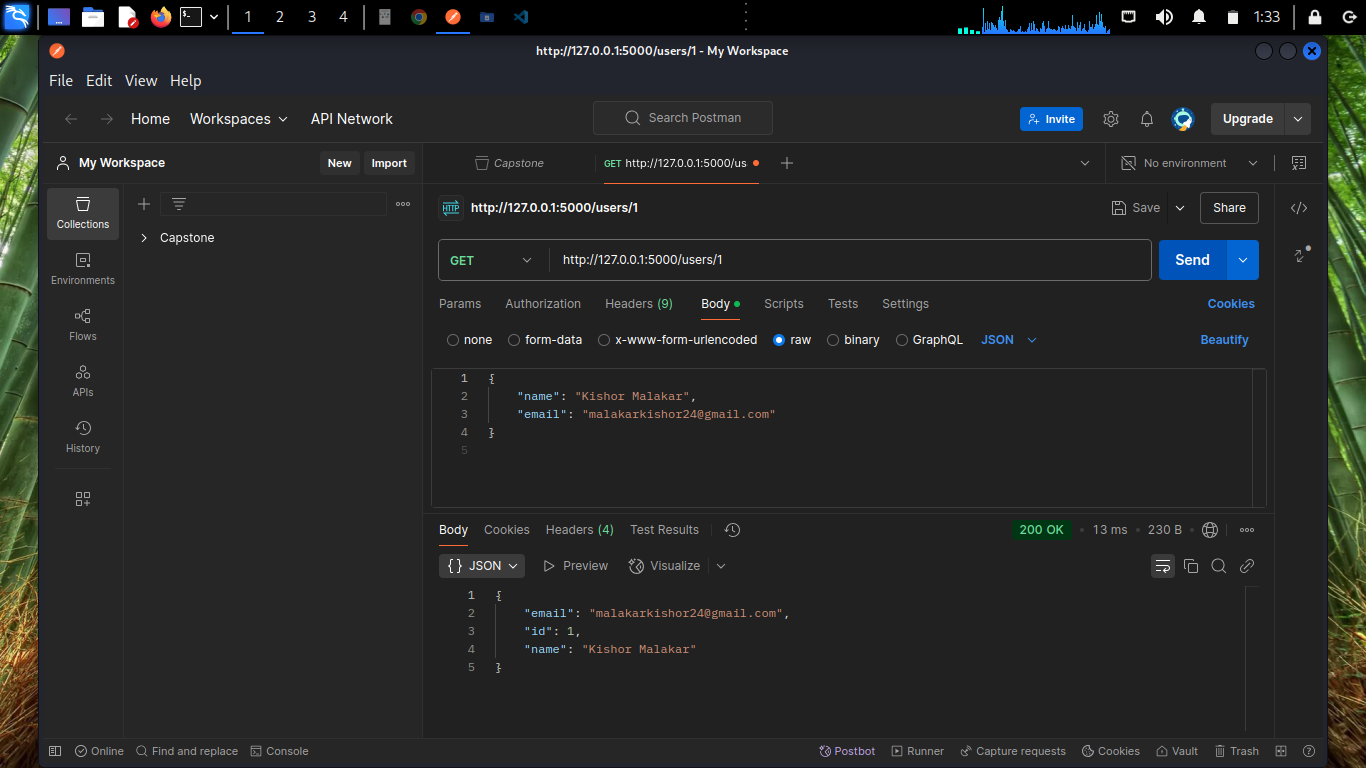 1 2 3 4 1:33
http://127.0.0.1:5000/users/1 - My Workspace
File Edit View Help
Home Workspaces API Network Search Postman Invite Upgrade
My Workspace New Import Capstone GET http://127.0.0.1:5000/us No environment
Collections
Environments
Flows
APIs
History
Capstone
HTTP http://127.0.0.1:5000/users/1 Save Share
GET http://127.0.0.1:5000/users/1 Send
Params Authorization Headers (9) Body Scripts Tests Settings Cookies
none form-data x-www-form-urlencoded raw binary GraphQL JSON Beautify
1 {
2 "name": "Kishor Malakar",
3 "email": "malakarkishor24@gmail.com"
4 }
5
Body Cookies Headers (4) Test Results 200 OK • 13 ms • 230 B
{} JSON Preview Visualize
1 {
2 "email": "malakarkishor24@gmail.com",
3 "id": 1,
4 "name": "Kishor Malakar"
5 }
Online Find and replace Console Postbot Runner Capture requests Cookies Vault Trash